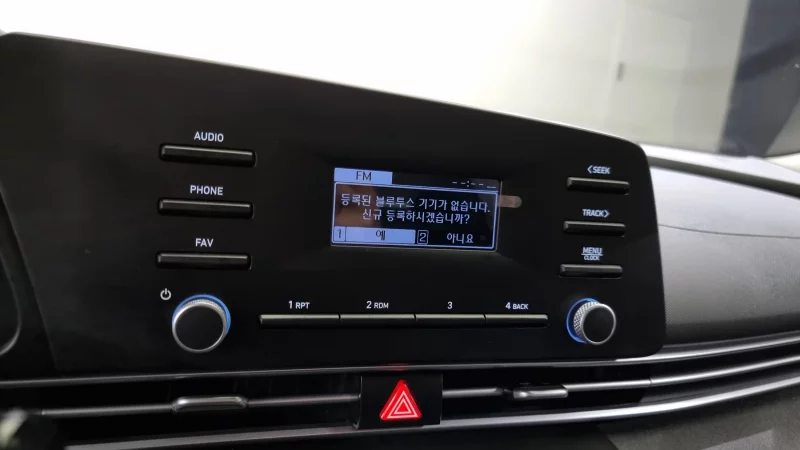 AUDIO
PHONE
FAV
FM
--:-- --
등록된 블루투스 기기가 없습니다.
신규 등록하시겠습니까?
1 예 2 아니요
<SEEK
TRACK>
MENU
CLOCK
1 RPT 2 RDM 3 4 BACK